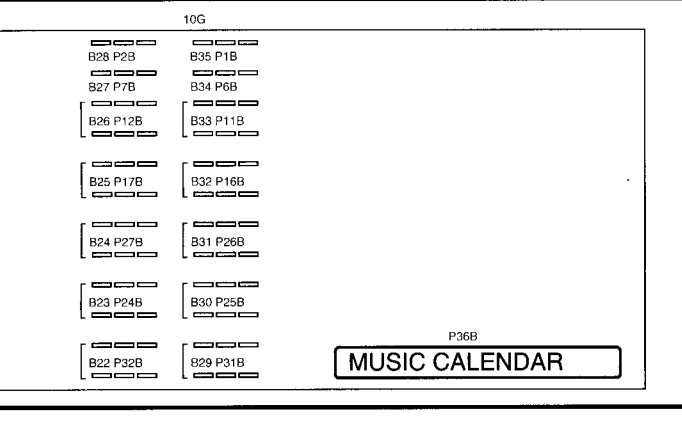 10G
B28 P2B B35 P1B
B27 P7B B34 P6B
B26 P12B B33 P11B
B25 P17B B32 P16B
B24 P27B B31 P26B
B23 P24B B30 P25B
P36B
B22 P32B B29 P31B MUSIC CALENDAR